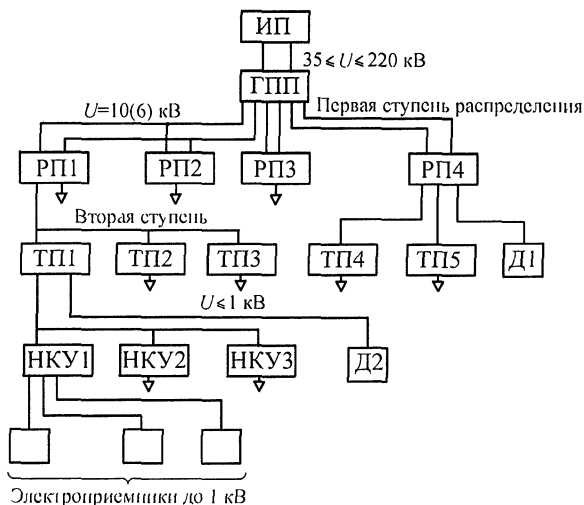 ИП
35 ⩽ U ⩽ 220 кВ
ГПП
U=10(6) кВ
Первая ступень распределения
РП1 РП2 РП3 РП4
Вторая ступень
ТП1 ТП2 ТП3 ТП4 ТП5 Д1
U ⩽ 1 кВ
НКУ1 НКУ2 НКУ3 Д2
Электроприемники до 1 кВ